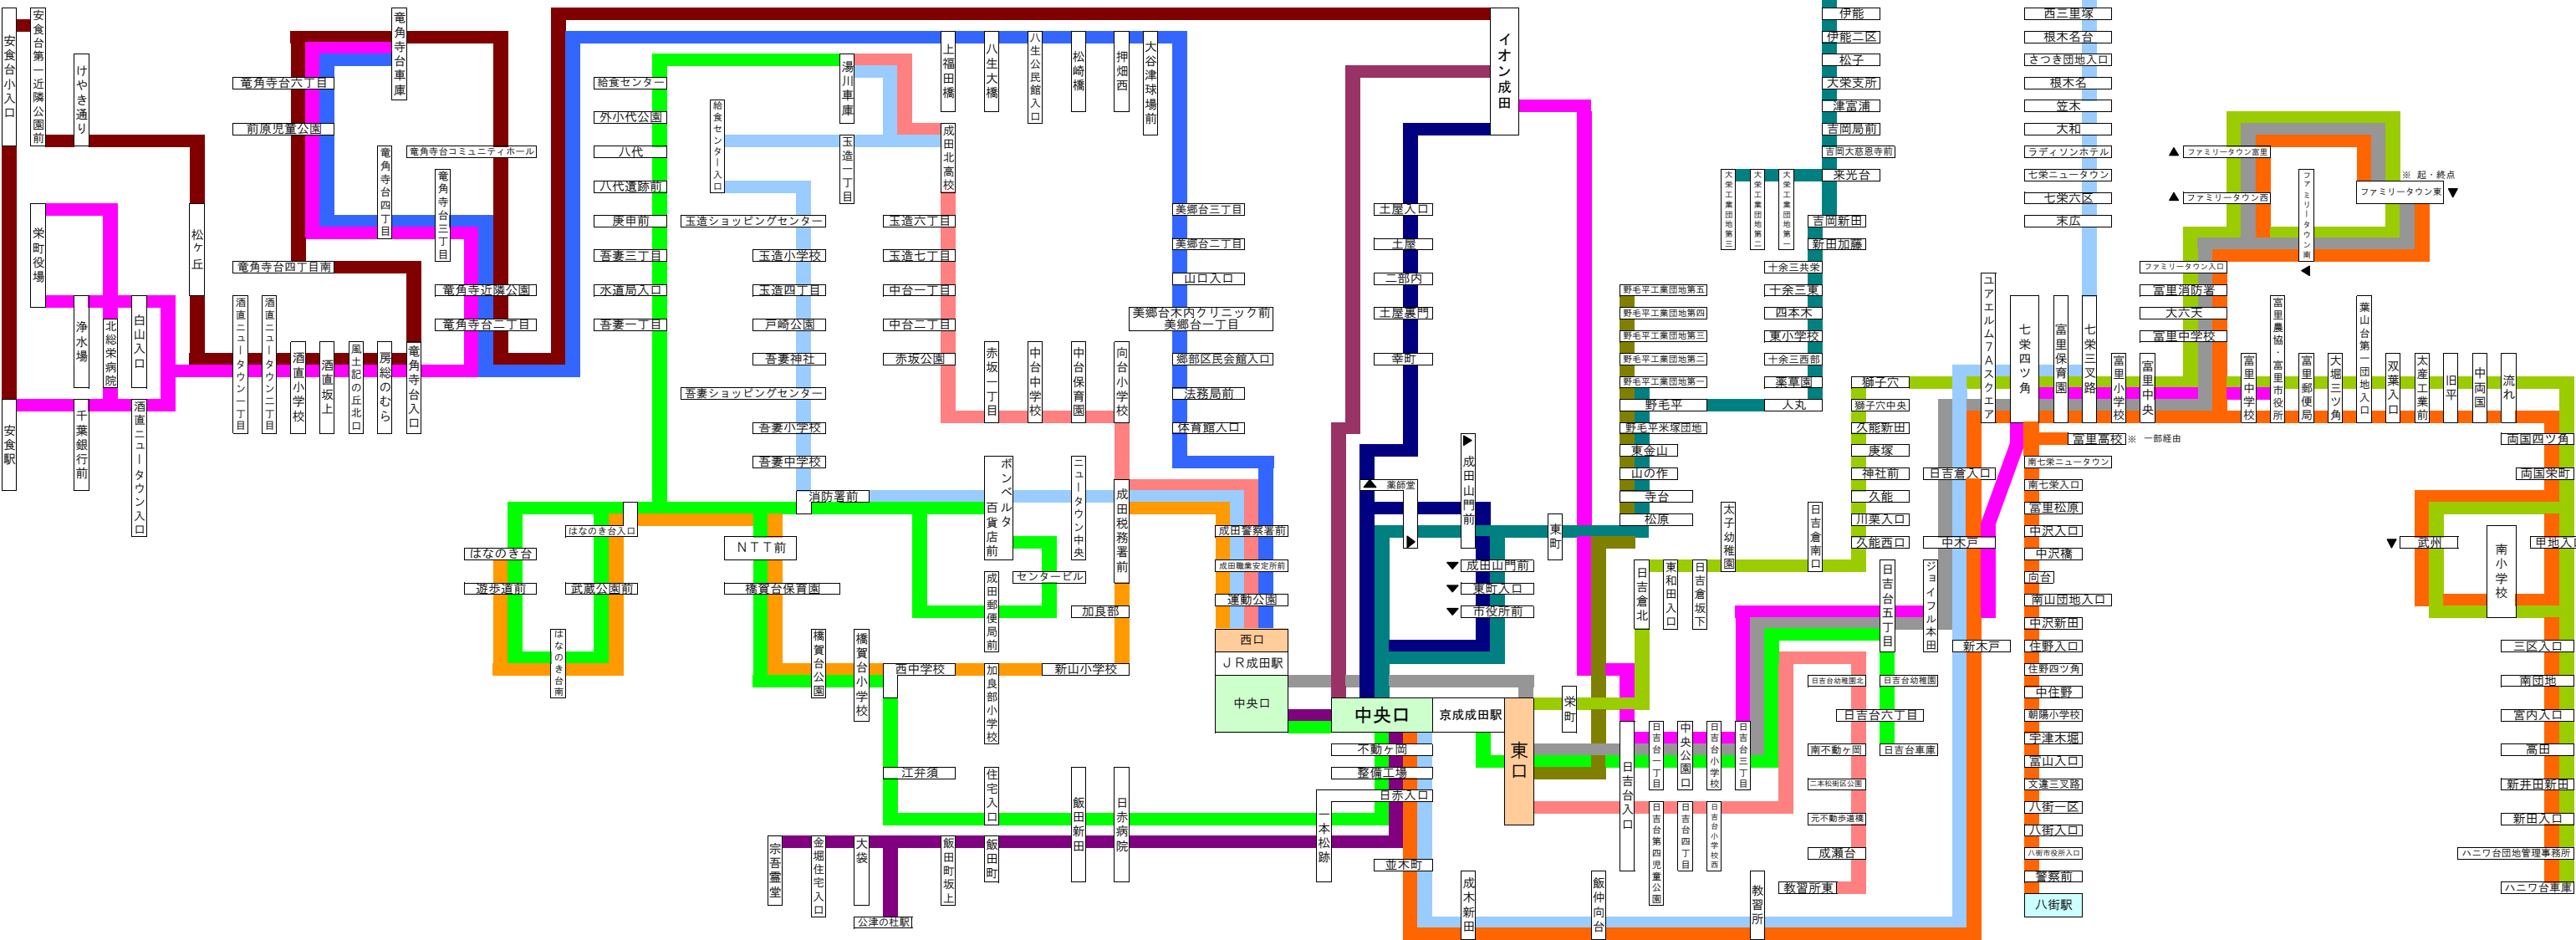 安食台小入口
安食台第一近隣公園前
けやき通り
栄町役場
松ケ丘
浄水場
北総栄病院
白山入口
安食駅
千葉銀行前
酒直ニュータウン入口
竜角寺台車庫
竜角寺台六丁目
前原児童公園
竜角寺台四丁目
竜角寺台コミュニティホール
竜角寺台三丁目
竜角寺台四丁目南
竜角寺近隣公園
竜角寺台二丁目
酒直ニュータウン一丁目
酒直ニュータウン二丁目
酒直小学校
酒直坂上
風土記の丘北口
房総のむら
竜角寺台入口
給食センター
外小代公園
八代
八代遺跡前
庚申前
吾妻三丁目
水道局入口
吾妻一丁目
給食センター入口
湯川車庫
玉造一丁目
成田北高校
玉造ショッピングセンター
玉造小学校
玉造四丁目
戸崎公園
吾妻神社
吾妻ショッピングセンター
吾妻小学校
吾妻中学校
消防署前
玉造六丁目
玉造七丁目
中台一丁目
中台二丁目
赤坂公園
赤坂一丁目
中台中学校
中台保育園
向台小学校
上福田橋
八生大橋
八生公民館入口
松崎橋
押畑西
大谷津球場前
美郷台三丁目
美郷台二丁目
山口入口
美郷台木内クリニック前
美郷台一丁目
郷部区民会館入口
法務局前
体育館入口
はなのき台入口
はなのき台
遊歩道前
武蔵公園前
はなのき台南
NTT前
橋賀台保育園
橋賀台公園
橋賀台小学校
西中学校
ボンベルタ百貨店前
ニュータウン中央
成田税務署前
センタービル
成田郵便局前
加良部
加良部小学校
新山小学校
成田警察署前
成田職業安定所前
運動公園
西口
JR成田駅
中央口
江弁須
住宅入口
飯田新田
日赤病院
宗吾霊堂
金堀住宅入口
大袋
飯田町坂上
飯田町
公津の杜駅
一本松跡
イオン成田
土屋入口
土屋
二部内
土屋裏門
幸町
薬師堂
成田山門前
成田山門前
東町入口
市役所前
東町
中央口
京成成田駅
東口
栄町
不動ヶ岡
整備工場
日赤入口
並木町
成木新田
飯仲向台
教習所
伊能
伊能二区
松子
大栄支所
津富浦
吉岡局前
吉岡大慈恩寺前
来光台
大栄工業団地第三
大栄工業団地第二
大栄工業団地第一
吉岡新田
新田加藤
十余三共栄
十余三東
四本木
東小学校
十余三西部
薬草園
人丸
野毛平工業団地第五
野毛平工業団地第四
野毛平工業団地第三
野毛平工業団地第二
野毛平工業団地第一
野毛平
野毛平米塚団地
東金山
山の作
寺台
松原
日吉倉北
東和田入口
日吉倉坂下
太子幼稚園
日吉倉南口
獅子穴
獅子穴中央
久能新田
庚塚
神社前
久能
川栗入口
久能西口
日吉倉入口
中木戸
日吉台五丁目
ジョイフル本田
新木戸
日吉台幼稚園北
日吉台幼稚園
日吉台六丁目
南不動ヶ岡
日吉台車庫
二本松街区公園
元不動歩道橋
成瀬台
教習所東
日吉台入口
日吉台一丁目
中央公園口
日吉台小学校
日吉台三丁目
日吉台第四児童公園
日吉台四丁目
日吉台小学校西
西三里塚
根木名台
さつき団地入口
根木名
笠木
大和
ラディソンホテル
七栄ニュータウン
七栄六区
末広
ユアエルム7Aスクエア
七栄四ツ角
富里保育園
七栄三叉路
富里小学校
富里中央
富里高校
※ 一部経由
南七栄ニュータウン
南七栄入口
富里松原
中沢入口
中沢橋
向台
南山団地入口
中沢新田
住野入口
住野四ツ角
中住野
朝陽小学校
宇津木堀
富山入口
文違三叉路
八街一区
八街入口
八街市役所入口
警察前
八街駅
ファミリータウン富里
ファミリータウン西
ファミリータウン南
※ 起・終点
ファミリータウン東
ファミリータウン入口
富里消防署
大六天
富里中学校
富里中学校
富里農協・富里市役所
富里郵便局
大堀三ツ角
葉山台第一団地入口
双葉入口
太産工業前
旧平
中両国
流れ
両国四ツ角
両国栄町
武州
南小学校
甲地入口
三区入口
南団地
宮内入口
高田
新井田新田
新田入口
ハニワ台団地管理事務所
ハニワ台車庫